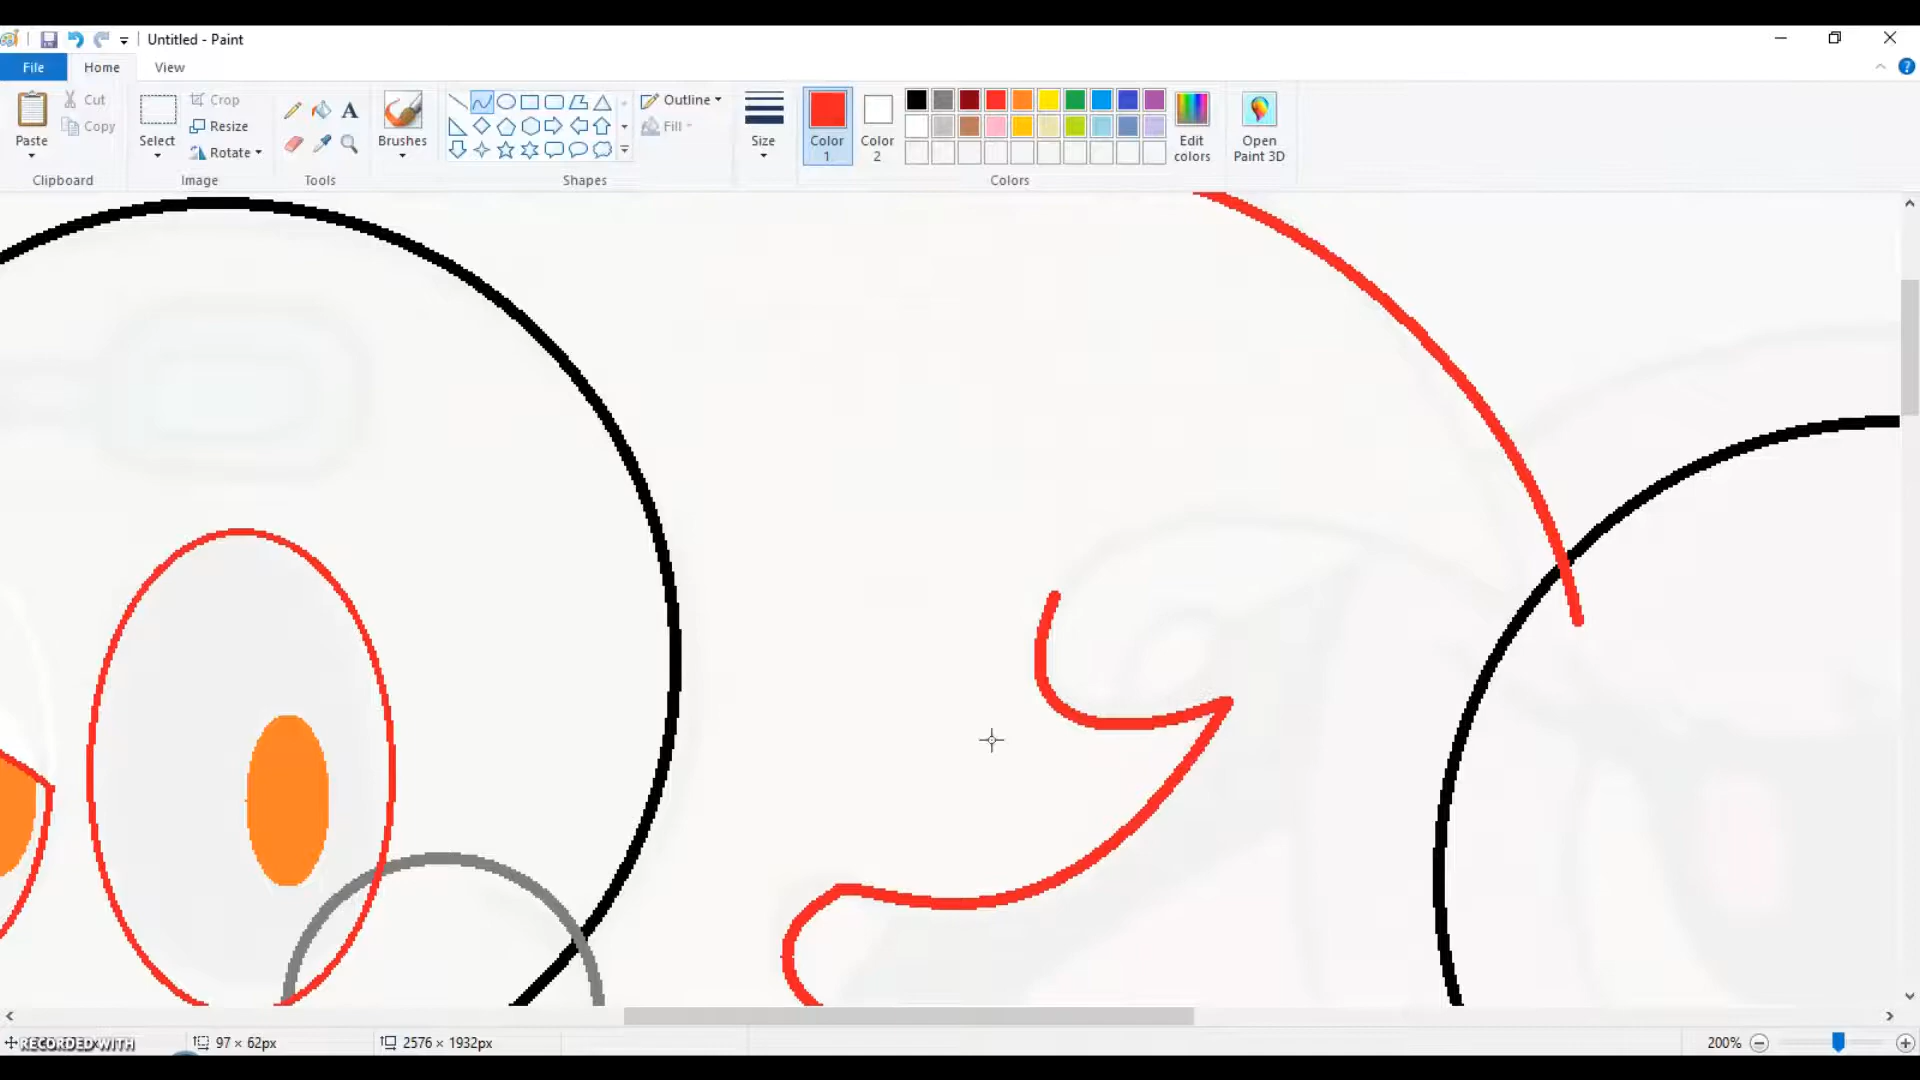 Untitled - Paint
File Home View
Paste Cut Copy Clipboard
Select Crop Resize Rotate Image
A Tools
Brushes
Outline Fill Shapes
Size
Color 1 Color 2 Edit colors Colors
Open Paint 3D
RECORDED WITH 97 × 62px 2576 × 1932px 200%